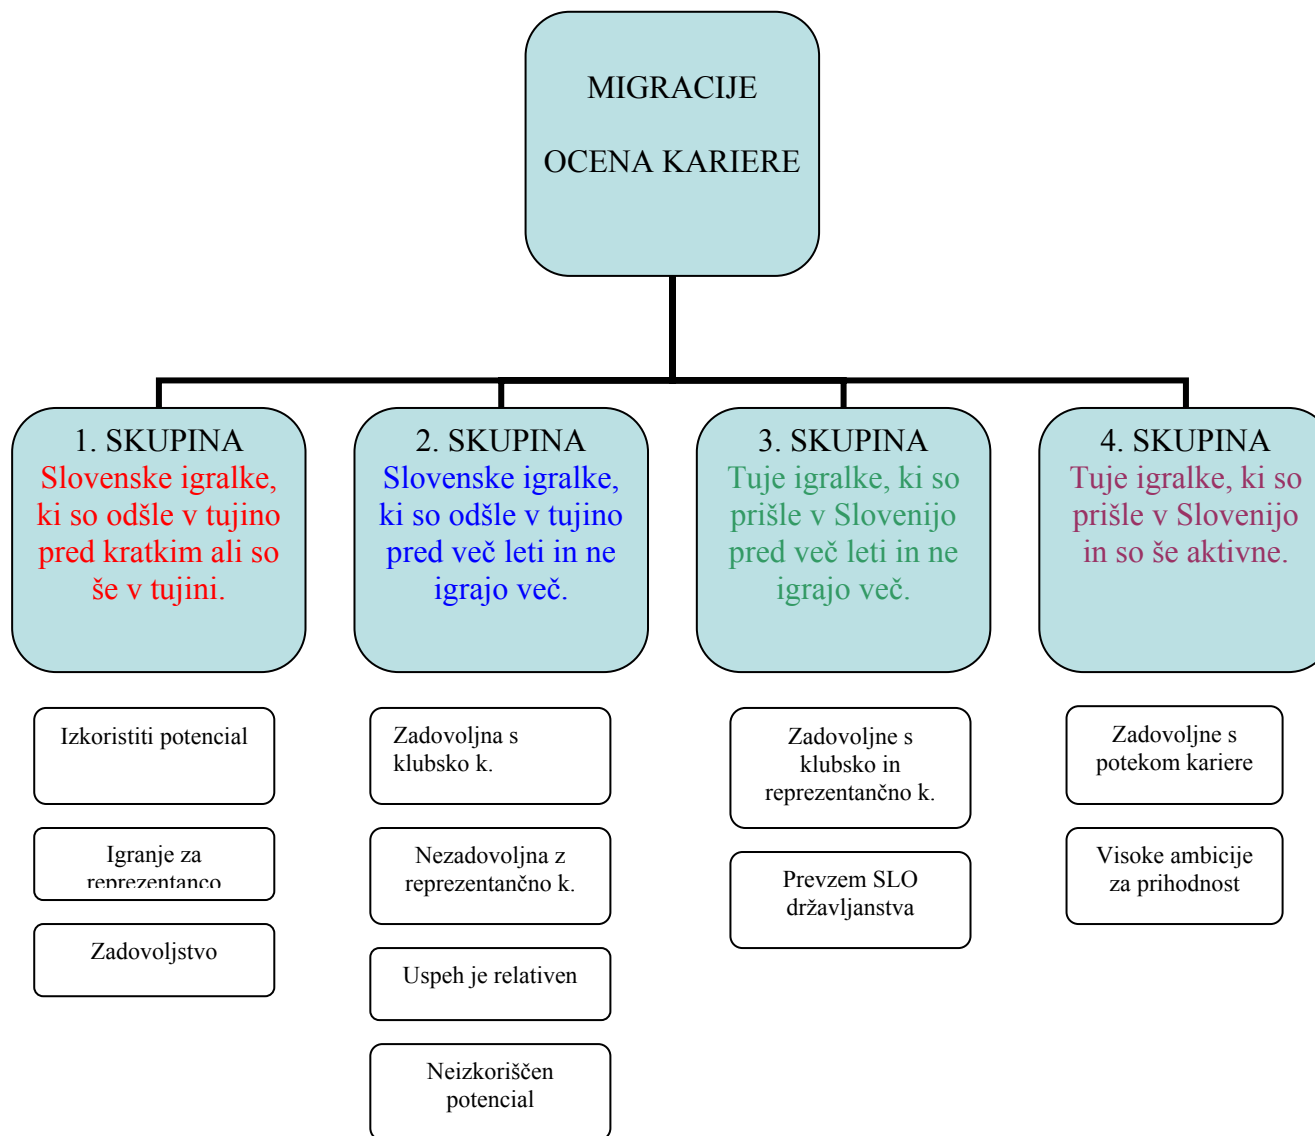 MIGRACIJE
OCENA KARIERE
1. SKUPINA
Slovenske igralke,
ki so odšle v tujino
pred kratkim ali so
še v tujini.
2. SKUPINA
Slovenske igralke,
ki so odšle v tujino
pred več leti in ne
igrajo več.
3. SKUPINA
Tuje igralke, ki so
prišle v Slovenijo
pred več leti in ne
igrajo več.
4. SKUPINA
Tuje igralke, ki so
prišle v Slovenijo
in so še aktivne.
Izkoristiti potencial
Igranje za
reprezentanco
Zadovoljstvo
Zadovoljna s
klubsko k.
Nezadovoljna z
reprezentančno k.
Uspeh je relativen
Neizkoriščen
potencial
Zadovoljne s
klubsko in
reprezentančno k.
Prevzem SLO
državljanstva
Zadovoljne s
potekom kariere
Visoke ambicije
za prihodnost